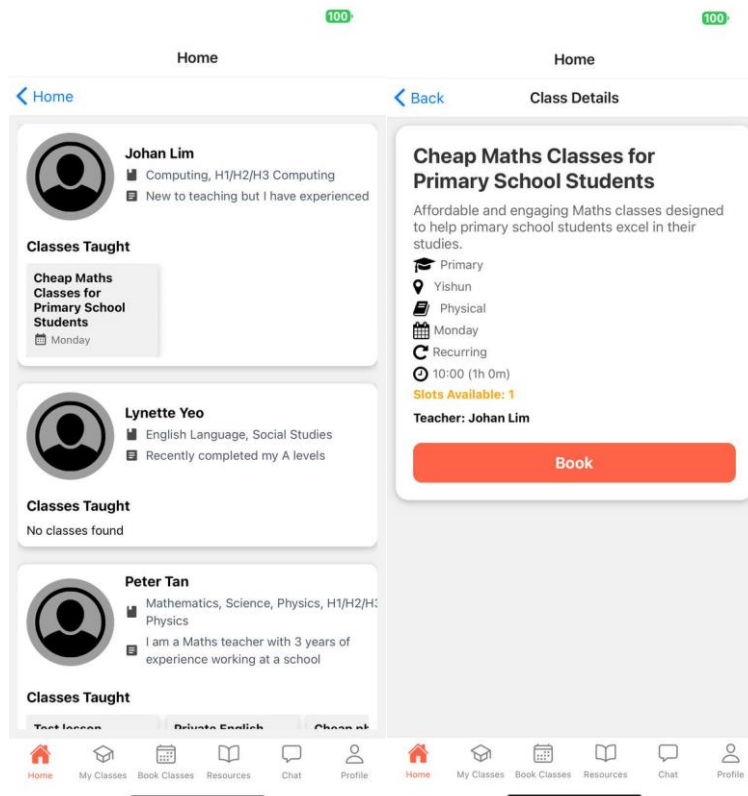 100
Home
Home
Johan Lim
Computing, H1/H2/H3 Computing
New to teaching but I have experienced
Classes Taught
Cheap Maths
Classes for
Primary School
Students
Monday
Lynette Yeo
English Language, Social Studies
Recently completed my A levels
Classes Taught
No classes found
Peter Tan
Mathematics, Science, Physics, H1/H2/H3
Physics
I am a Maths teacher with 3 years of
experience working at a school
Classes Taught
Test lesson Private English Cheap
Home My Classes Book Classes Resources Chat Profile
100
Home
Back Class Details
Cheap Maths Classes for
Primary School Students
Affordable and engaging Maths classes designed
to help primary school students excel in their
studies.
Primary
Yishun
Physical
Monday
Recurring
10:00 (1h 0m)
Slots Available: 1
Teacher: Johan Lim
Book
Home My Classes Book Classes Resources Chat Profile